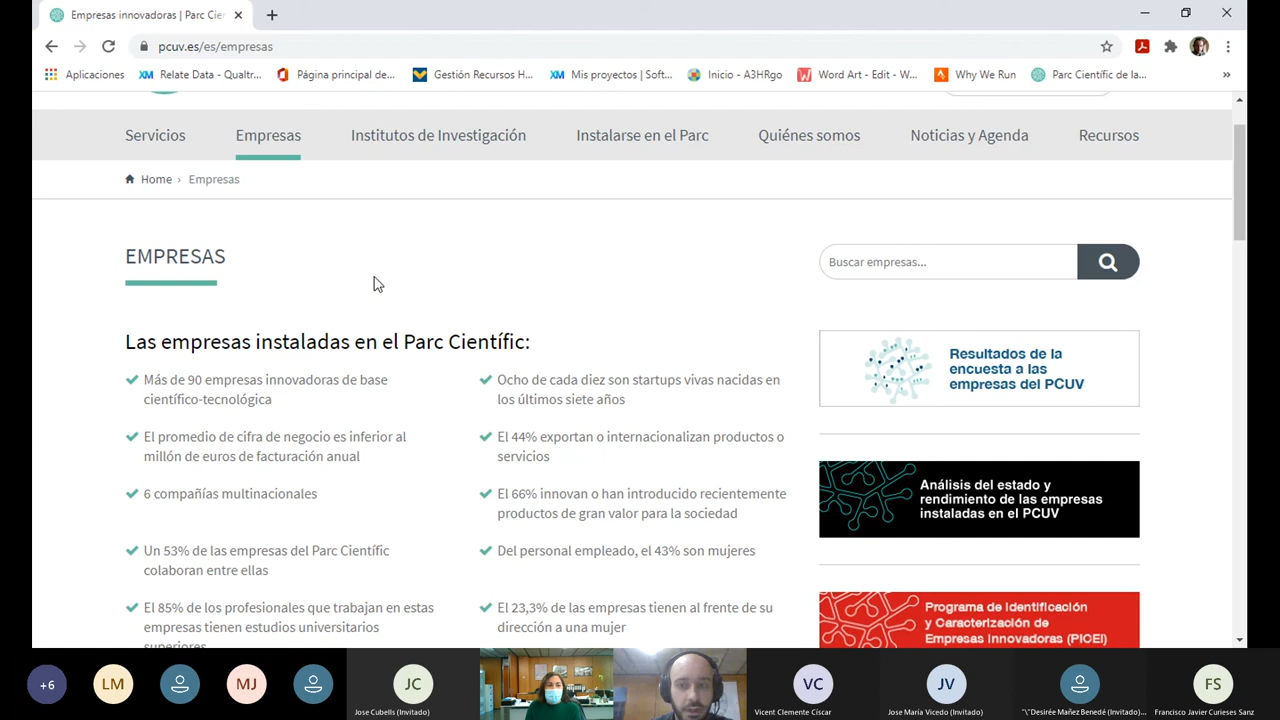 Empresas innovadoras | Parc Cien
pcuv.es/es/empresas
Aplicaciones
Relate Data - Qualtr...
Página principal de...
Gestión Recursos H...
Mis proyectos | Soft...
Inicio - A3HRgo
Word Art - Edit - W...
Why We Run
Parc Científic de la...
»
Servicios
Empresas
Institutos de Investigación
Instalarse en el Parc
Quiénes somos
Noticias y Agenda
Recursos
Home › Empresas
EMPRESAS
Buscar empresas...
Las empresas instaladas en el Parc Científic:
Más de 90 empresas innovadoras de base
científico-tecnológica
Ocho de cada diez son startups vivas nacidas en
los últimos siete años
El promedio de cifra de negocio es inferior al
millón de euros de facturación anual
El 44% exportan o internacionalizan productos o
servicios
6 compañías multinacionales
El 66% innovan o han introducido recientemente
productos de gran valor para la sociedad
Un 53% de las empresas del Parc Científic
colaboran entre ellas
Del personal empleado, el 43% son mujeres
El 85% de los profesionales que trabajan en estas
empresas tienen estudios universitarios
superiores
El 23,3% de las empresas tienen al frente de su
dirección a una mujer
Resultados de la
encuesta a las
empresas del PCUV
Análisis del estado y
rendimiento de las empresas
instaladas en el PCUV
Programa de Identificación
y Caracterización de
Empresas Innovadoras (PICEI)
+6
LM
MJ
JC
Jose Cubells (Invitado)
VC
Vicent Clemente Císcar
JV
Jose María Vicedo (Invitado)
\"\Desirée Mañez Benedé (Invitado)...
FS
Francisco Javier Curieses Sanz